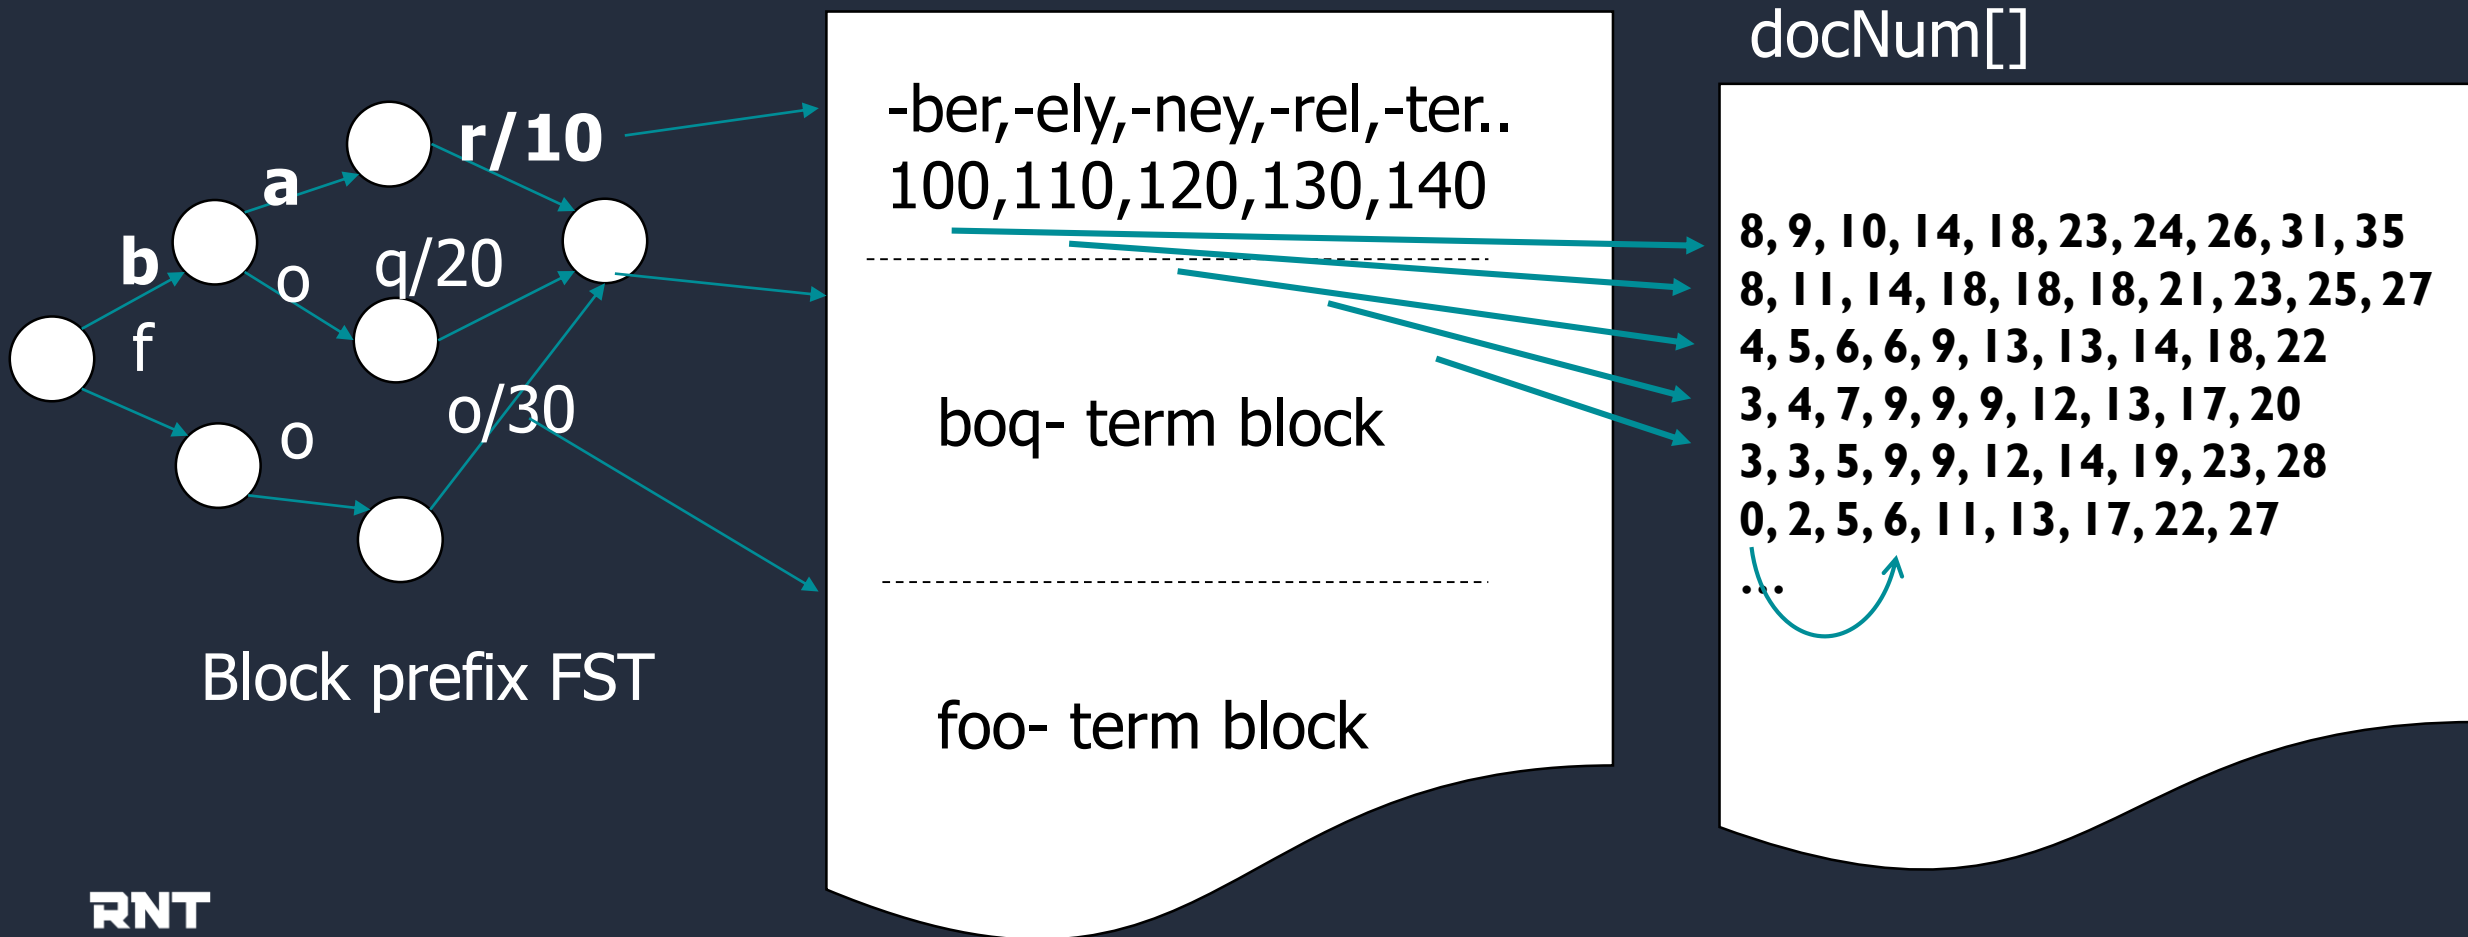 docNum[]
b
a
r/10
o
q/20
f
o
o/30
Block prefix FST
-ber,-ely,-ney,-rel,-ter..
100,110,120,130,140
boq- term block
foo- term block
8, 9, 10, 14, 18, 23, 24, 26, 31, 35
8, 11, 14, 18, 18, 18, 21, 23, 25, 27
4, 5, 6, 6, 9, 13, 13, 14, 18, 22
3, 4, 7, 9, 9, 9, 12, 13, 17, 20
3, 3, 5, 9, 9, 12, 14, 19, 23, 28
0, 2, 5, 6, 11, 13, 17, 22, 27
...
RNT